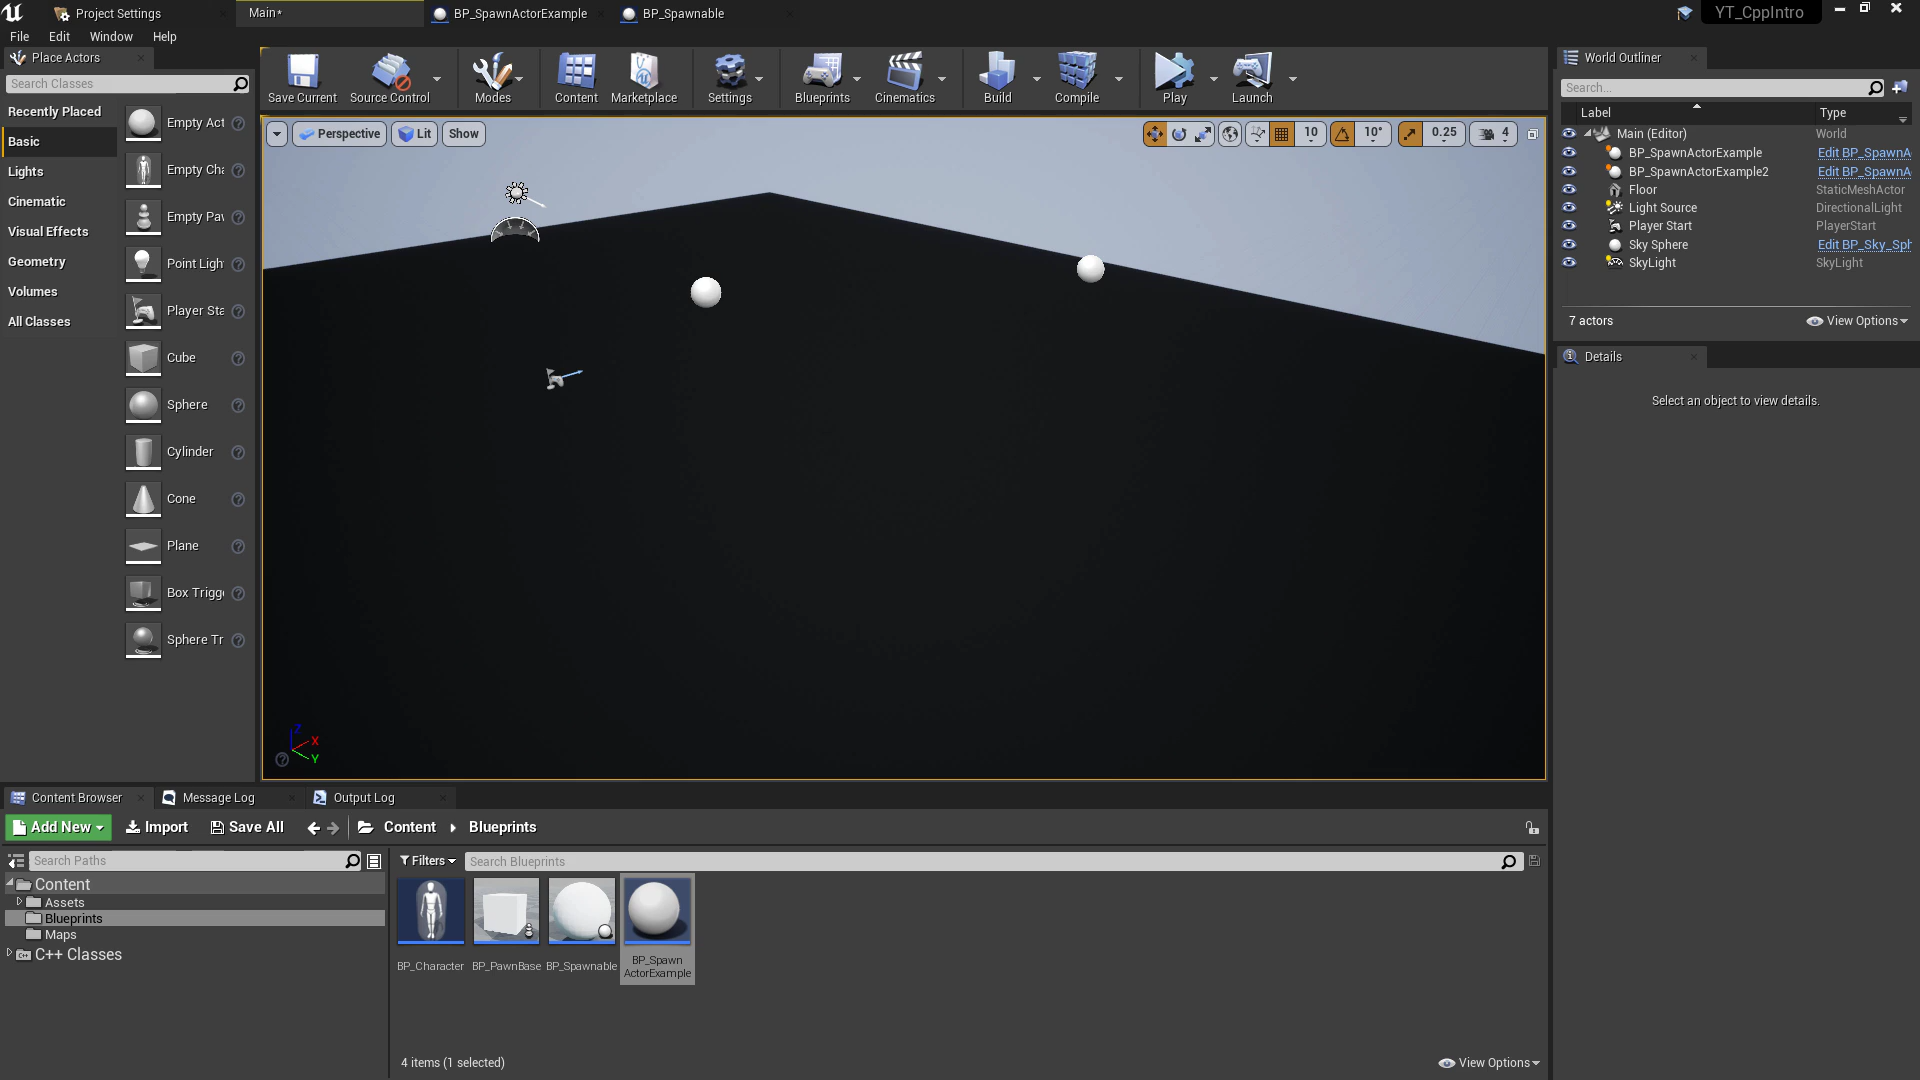 Project Settings
Main*
BP_SpawnActorExample
BP_Spawnable
YT_CppIntro
File
Edit
Window
Help
Place Actors
Search Classes
Recently Placed
Basic
Lights
Cinematic
Visual Effects
Geometry
Volumes
All Classes
Empty Act
Empty Cha
Empty Pav
Point Ligh
Player Sta
Cube
Sphere
Cylinder
Cone
Plane
Box Trigge
Sphere Tr
Save Current
Source Control
Modes
Content
Marketplace
Settings
Blueprints
Cinematics
Build
Compile
Play
Launch
Perspective
Lit
Show
10
10°
0.25
4
Z
X
Y
World Outliner
Search...
Label
Type
Main (Editor)
World
BP_SpawnActorExample
Edit BP_SpawnA
BP_SpawnActorExample2
Edit BP_SpawnA
Floor
StaticMeshActor
Light Source
DirectionalLight
Player Start
PlayerStart
Sky Sphere
Edit BP_Sky_Sph
SkyLight
SkyLight
7 actors
View Options
Details
Select an object to view details.
Content Browser
Message Log
Output Log
Add New
Import
Save All
Content
Blueprints
Search Paths
Filters
Search Blueprints
Content
Assets
Blueprints
Maps
C++ Classes
BP_Character
BP_PawnBase
BP_Spawnable
BP_Spawn
ActorExample
4 items (1 selected)
View Options